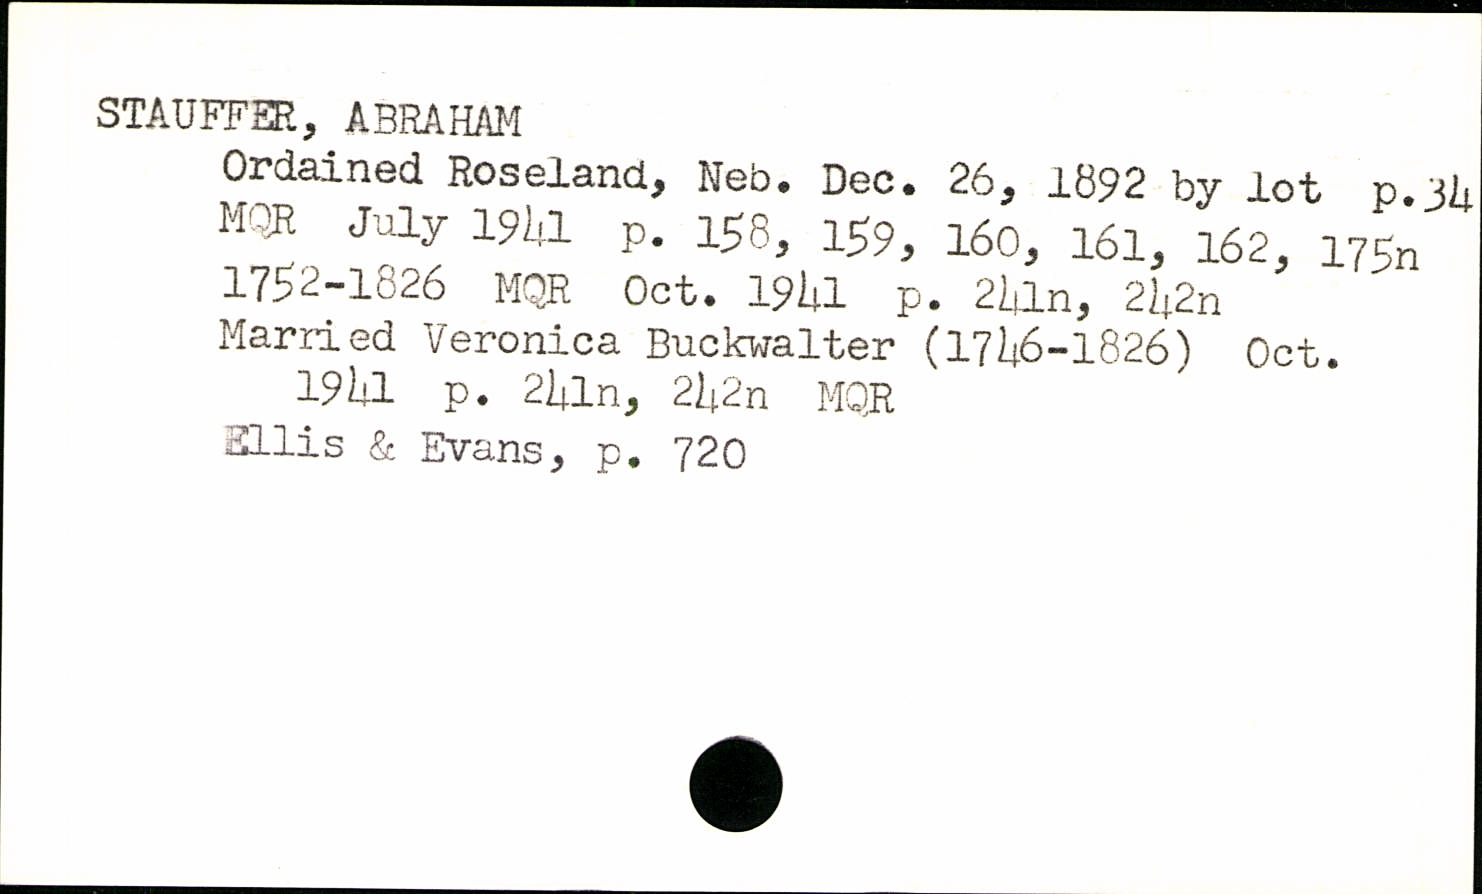 STAUFFER, ABRAHAM
Ordained Roseland, Neb. Dec. 26, 1892 by lot p.34
MQR July 1941 p. 158, 159, 160, 161, 162, 175n
1752-1826 MQR Oct. 1941 p. 241n, 242n
Married Veronica Buckwalter (1746-1826) Oct.
1941 p. 241n, 242n MQR
Ellis & Evans, p. 720